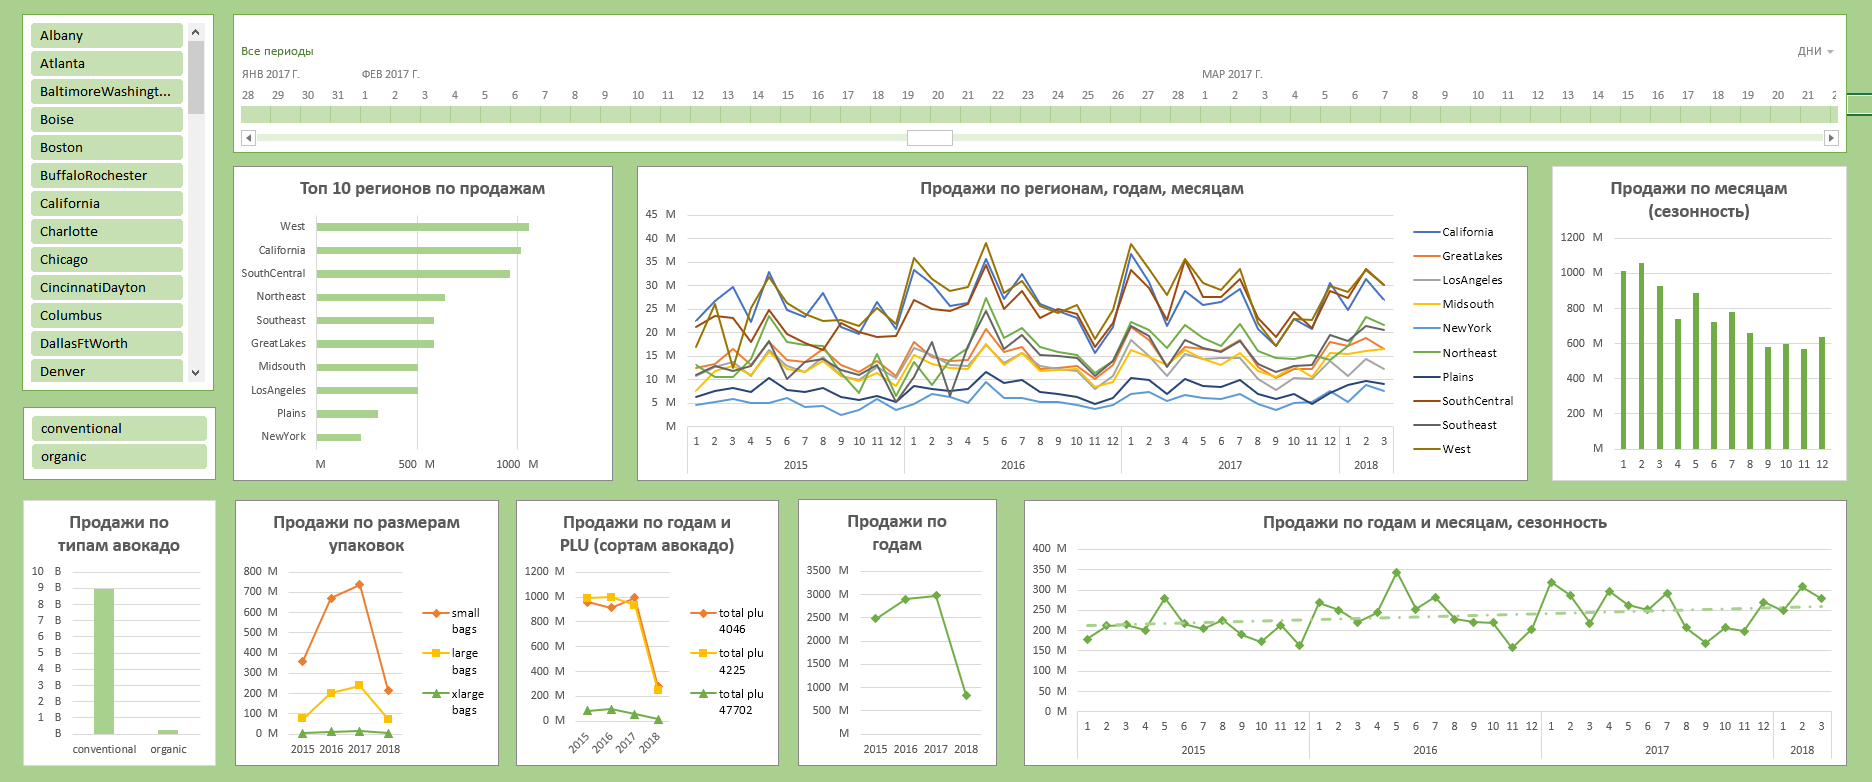 Albany
Atlanta
BaltimoreWashingt...
Boise
Boston
BuffaloRochester
California
Charlotte
Chicago
CincinnatiDayton
Columbus
DallasFtWorth
Denver
conventional
organic
Все периоды
ДНИ
ЯНВ 2017 Г. ФЕВ 2017 Г. МАР 2017 Г.
28 29 30 31 1 2 3 4 5 6 7 8 9 10 11 12 13 14 15 16 17 18 19 20 21 22 23 24 25 26 27 28 1 2 3 4 5 6 7 8 9 10 11 12 13 14 15 16 17 18 19 20 21
Топ 10 регионов по продажам
West
California
SouthCentral
Northeast
Southeast
GreatLakes
Midsouth
LosAngeles
Plains
NewYork
M 500 M 1000 M
Продажи по регионам, годам, месяцам
45 M
40 M
35 M
30 M
25 M
20 M
15 M
10 M
5 M
M
1 2 3 4 5 6 7 8 9 10 11 12 1 2 3 4 5 6 7 8 9 10 11 12 1 2 3 4 5 6 7 8 9 10 11 12 1 2 3
2015 2016 2017 2018
California
GreatLakes
LosAngeles
Midsouth
NewYork
Northeast
Plains
SouthCentral
Southeast
West
Продажи по месяцам
(сезонность)
1200 M
1000 M
800 M
600 M
400 M
200 M
M
1 2 3 4 5 6 7 8 9 10 11 12
Продажи по
типам авокадо
10 B
9 B
8 B
7 B
6 B
5 B
4 B
3 B
2 B
1 B
B
conventional organic
Продажи по размерам
упаковок
800 M
700 M
600 M
500 M
400 M
300 M
200 M
100 M
0 M
2015 2016 2017 2018
small
bags
large
bags
xlarge
bags
Продажи по годам и
PLU (сортам авокадо)
1200 M
1000 M
800 M
600 M
400 M
200 M
0 M
2015 2016 2017 2018
total plu
4046
total plu
4225
total plu
47702
Продажи по
годам
3500 M
3000 M
2500 M
2000 M
1500 M
1000 M
500 M
M
2015 2016 2017 2018
Продажи по годам и месяцам, сезонность
400 M
350 M
300 M
250 M
200 M
150 M
100 M
50 M
0 M
1 2 3 4 5 6 7 8 9 10 11 12 1 2 3 4 5 6 7 8 9 10 11 12 1 2 3 4 5 6 7 8 9 10 11 12 1 2 3
2015 2016 2017 2018